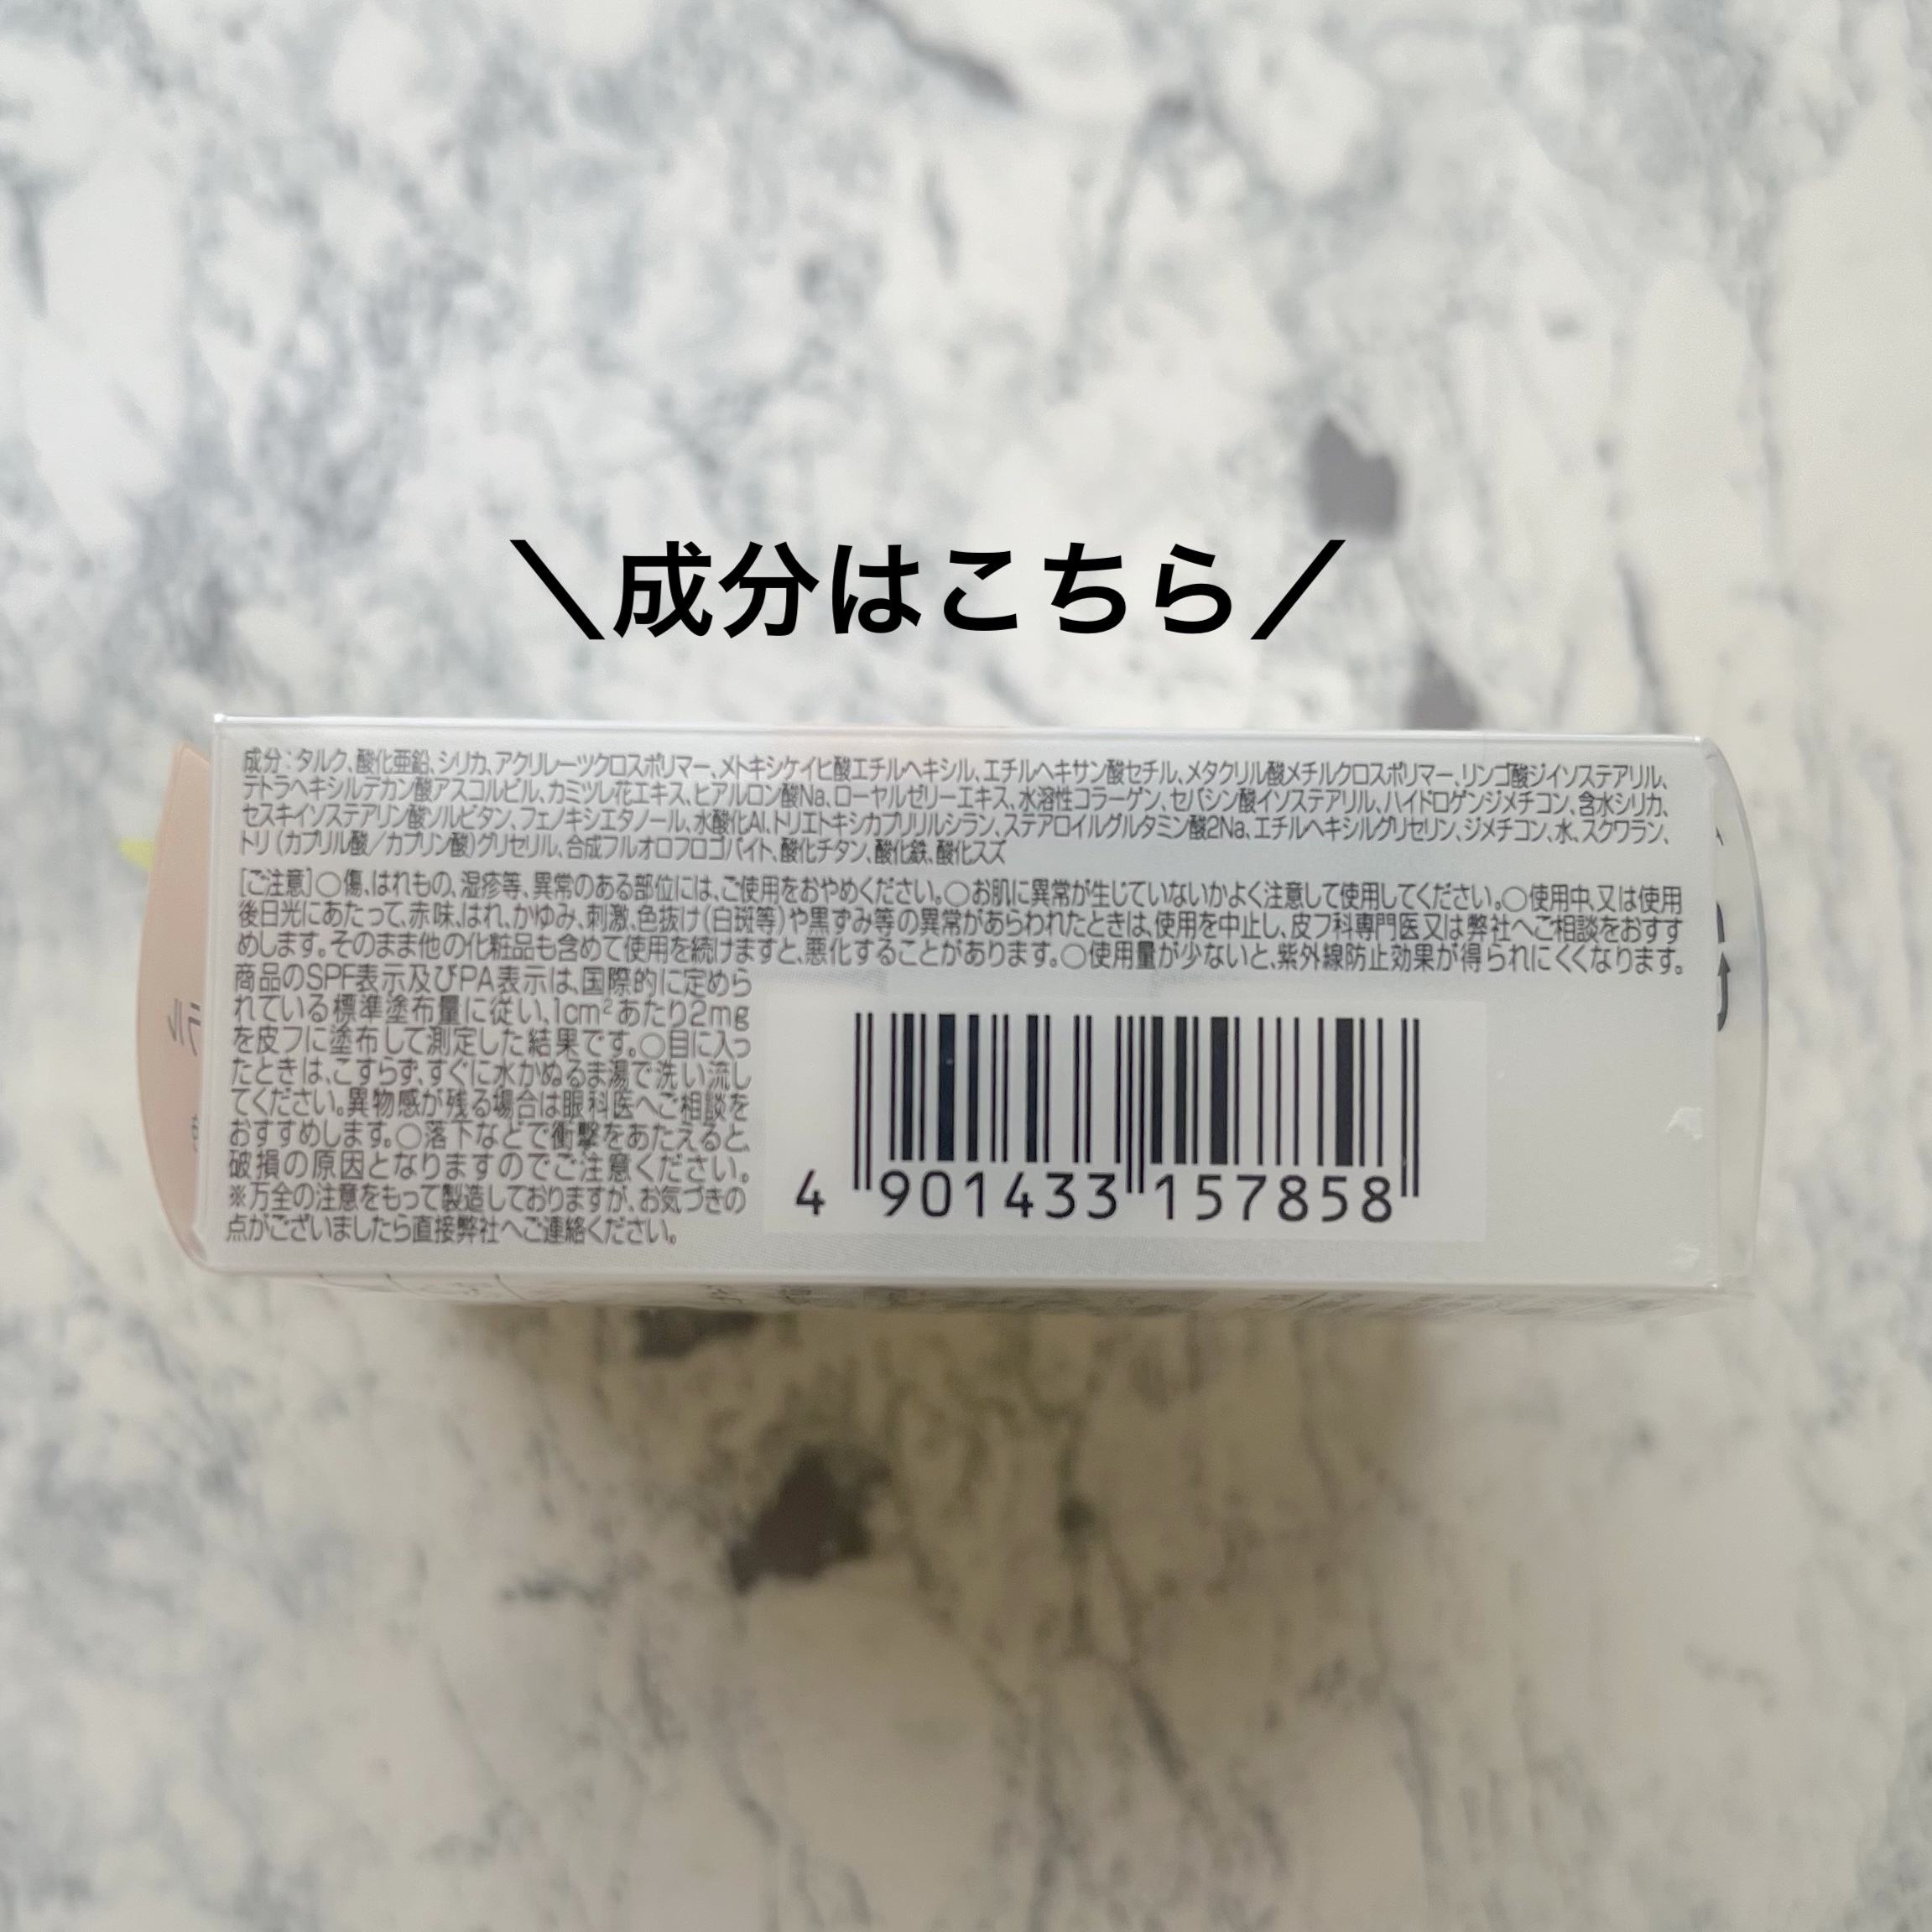 ＼成分はこちら／
成分：タルク、酸化亜鉛、シリカ、アクリレーツクロスポリマー、メトキシケイヒ酸エチルヘキシル、エチルヘキサン酸セチル、メタクリル酸メチルクロスポリマー、リンゴ酸ジイソステアリル、
テトラヘキシルデカン酸アスコルビル、カミツレ花エキス、ヒアルロン酸Na、ローヤルゼリーエキス、水溶性コラーゲン、セバシン酸イソステアリル、ハイドロゲンジメチコン、含水シリカ、
セスキイソステアリン酸ソルビタン、フェノキシエタノール、水酸化Al、トリエトキシカプリリルシラン、ステアロイルグルタミン酸2Na、エチルヘキシルグリセリン、ジメチコン、水、スクワラン、
トリ（カプリル酸／カプリン酸）グリセリル、合成フルオロフロゴパイト、酸化チタン、酸化鉄、酸化スズ
［ご注意］○傷、はれもの、湿疹等、異常のある部位には、ご使用をおやめください。○お肌に異常が生じていないかよく注意して使用してください。○使用中、又は使用
後日光にあたって、赤味、はれ、かゆみ、刺激、色抜け（白斑等）や黒ずみ等の異常があらわれたときは、使用を中止し、皮フ科専門医又は弊社へご相談をおすす
めします。そのまま他の化粧品も含めて使用を続けますと、悪化することがあります。○使用量が少ないと、紫外線防止効果が得られにくくなります。
商品のSPF表示及びPA表示は、国際的に定めら
れている標準塗布量に従い、1cm²あたり2mg
を皮フに塗布して測定した結果です。○目に入っ
たときは、こすらず、すぐに水かぬるま湯で洗い流し
てください。異物感が残る場合は眼科医へご相談を
おすすめします。○落下などで衝撃をあたえると、
破損の原因となりますのでご注意ください。
※万全の注意をもって製造しておりますが、お気づきの
点がございましたら直接弊社へご連絡ください。
4 901433 157858